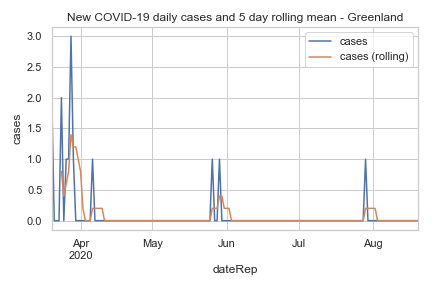 New COVID-19 daily cases and 5 day rolling mean - Greenland
cases
cases (rolling)
cases
3.0
2.5
2.0
1.5
1.0
0.5
0.0
Apr
2020
May
Jun
Jul
Aug
dateRep